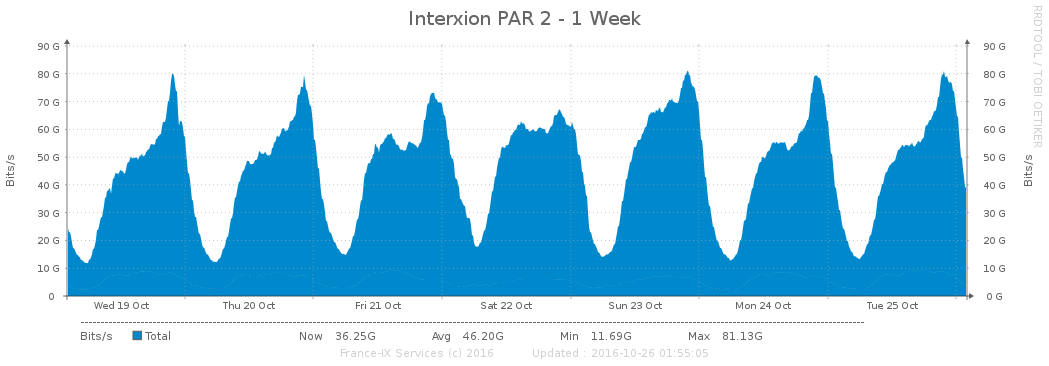 Interxion PAR 2 - 1 Week
RRDTOOL / TOBI OETIKER
Bits/s
90 G
80 G
70 G
60 G
50 G
40 G
30 G
20 G
10 G
0
90 G
80 G
70 G
60 G
50 G
40 G
30 G
20 G
10 G
0 G
Bits/s
Wed 19 Oct Thu 20 Oct Fri 21 Oct Sat 22 Oct Sun 23 Oct Mon 24 Oct Tue 25 Oct
Bits/s Total Now 36.25G Avg 46.20G Min 11.69G Max 81.13G
France-IX Services (c) 2016 Updated : 2016-10-26 01:55:05